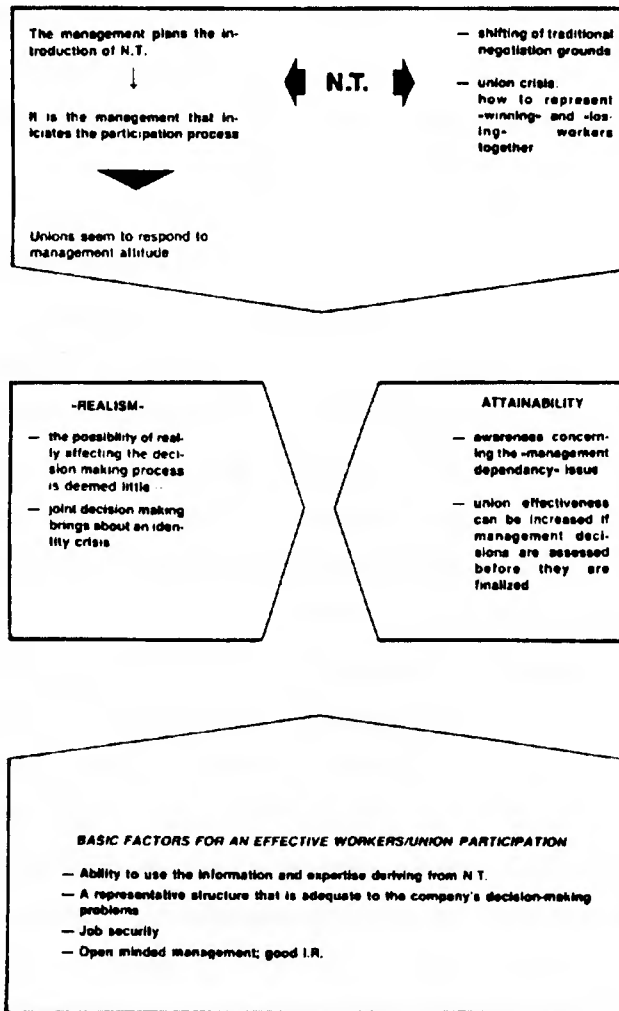 The management plans the in-
troduction of N.T.
↓
It is the management that in-
iciates the participation process
Unions seem to respond to
management attitude
N.T.
— shifting of traditional
negotiation grounds
— union crisis:
how to represent
-winning- and -los-
ing- workers
together
-REALISM-
— the possibility of real-
ly affecting the deci-
sion making process
is deemed little
— joint decision making
brings about an iden-
tity crisis
ATTAINABILITY
— awareness concern-
ing the -management
dependancy- issue
— union effectiveness
can be increased if
management deci-
sions are assessed
before they are
finalized
BASIC FACTORS FOR AN EFFECTIVE WORKERS/UNION PARTICIPATION
— Ability to use the information and expertise deriving from N.T.
— A representative structure that is adequate to the company's decision-making
problems
— Job security
— Open minded management; good I.R.